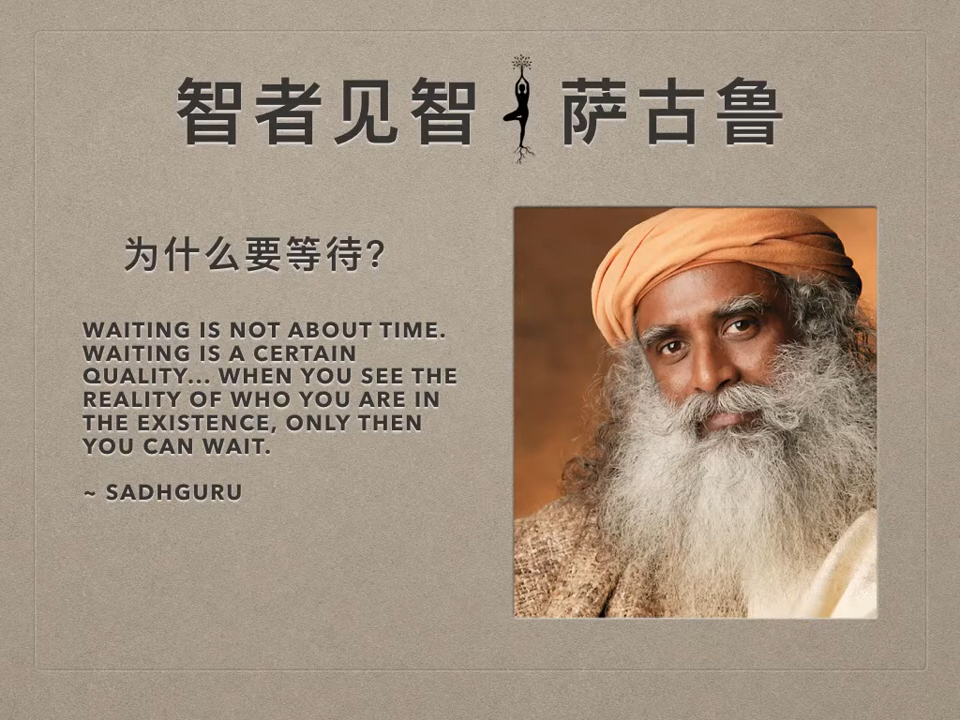 智者见智 萨古鲁
为什么要等待?
WAITING IS NOT ABOUT TIME.
WAITING IS A CERTAIN
QUALITY... WHEN YOU SEE THE
REALITY OF WHO YOU ARE IN
THE EXISTENCE, ONLY THEN
YOU CAN WAIT.
~ SADHGURU